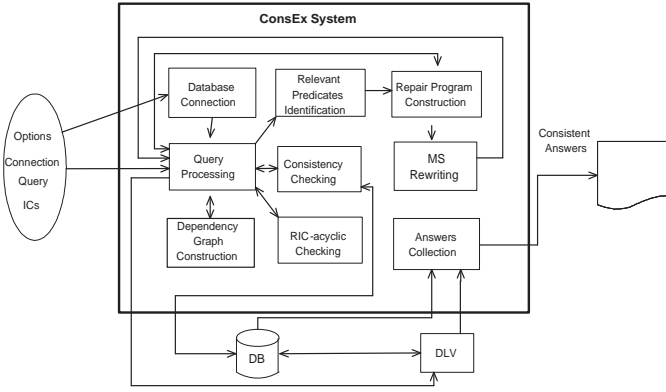 ConsEx System
Database
Connection
Relevant
Predicates
Identification
Repair Program
Construction
Options
Connection
Query
ICs
Query
Processing
Consistency
Checking
MS
Rewriting
Consistent
Answers
Dependency
Graph
Construction
RIC-acyclic
Checking
Answers
Collection
DB
DLV